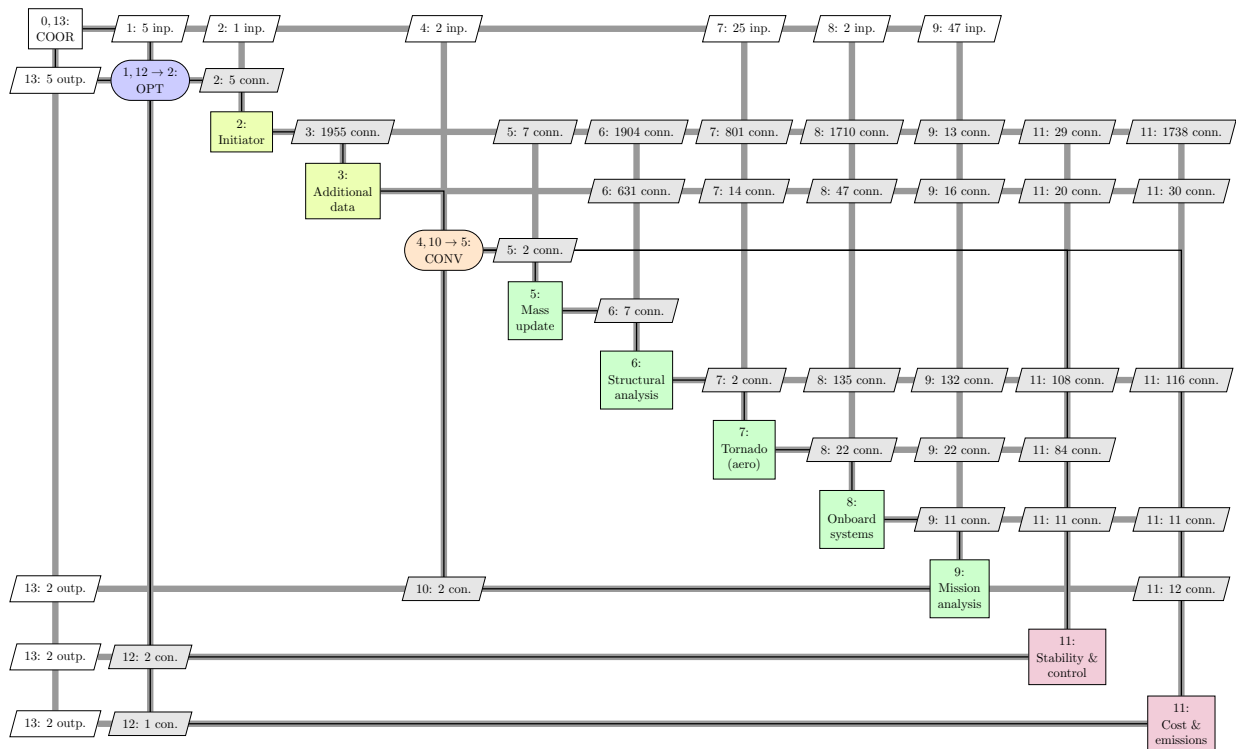 0, 13:
COOR
1: 5 inp.
2: 1 inp.
4: 2 inp.
7: 25 inp.
8: 2 inp.
9: 47 inp.
13: 5 outp.
1, 12 → 2:
OPT
2: 5 conn.
2:
Initiator
3: 1955 conn.
5: 7 conn.
6: 1904 conn.
7: 801 conn.
8: 1710 conn.
9: 13 conn.
11: 29 conn.
11: 1738 conn.
3:
Additional
data
6: 631 conn.
7: 14 conn.
8: 47 conn.
9: 16 conn.
11: 20 conn.
11: 30 conn.
4, 10 → 5:
CONV
5: 2 conn.
5:
Mass
update
6: 7 conn.
6:
Structural
analysis
7: 2 conn.
8: 135 conn.
9: 132 conn.
11: 108 conn.
11: 116 conn.
7:
Tornado
(aero)
8: 22 conn.
9: 22 conn.
11: 84 conn.
8:
Onboard
systems
9: 11 conn.
11: 11 conn.
11: 11 conn.
13: 2 outp.
10: 2 con.
9:
Mission
analysis
11: 12 conn.
13: 2 outp.
12: 2 con.
11:
Stability &
control
13: 2 outp.
12: 1 con.
11:
Cost &
emissions